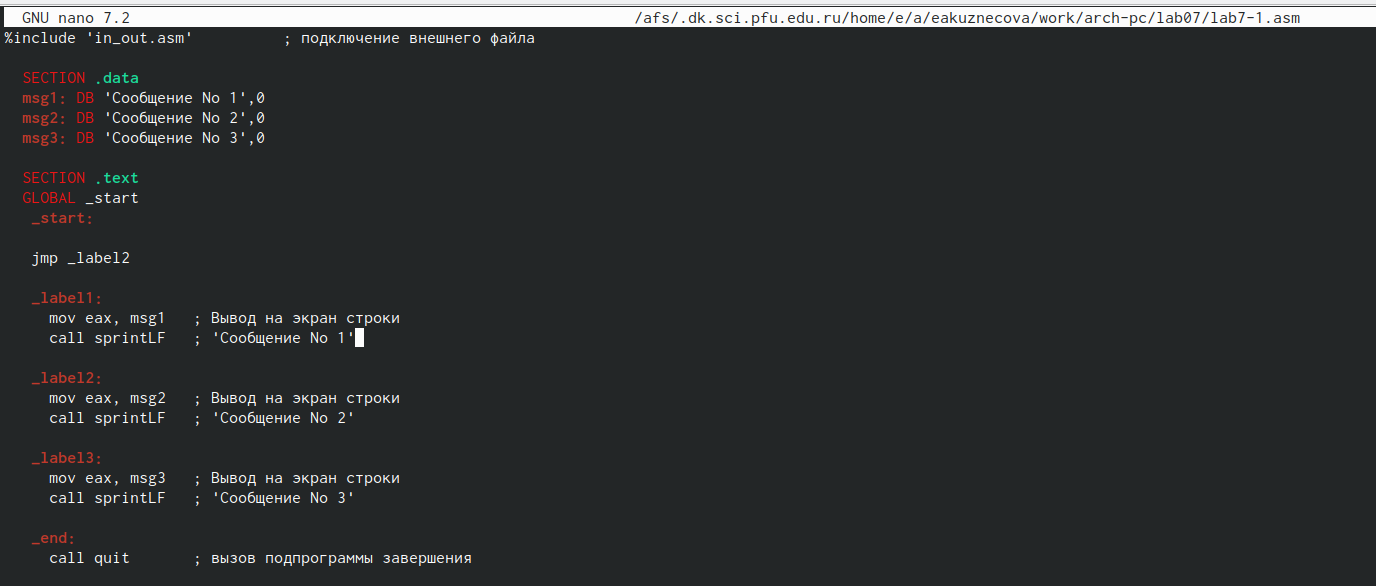 GNU nano 7.2 /afs/.dk.sci.pfu.edu.ru/home/e/a/eakuznecova/work/arch-pc/lab07/lab7-1.asm
%include 'in_out.asm' ; подключение внешнего файла
SECTION .data
msg1: DB 'Сообщение No 1',0
msg2: DB 'Сообщение No 2',0
msg3: DB 'Сообщение No 3',0
SECTION .text
GLOBAL _start
_start:
jmp _label2
_label1:
mov eax, msg1 ; Вывод на экран строки
call sprintLF ; 'Сообщение No 1'
_label2:
mov eax, msg2 ; Вывод на экран строки
call sprintLF ; 'Сообщение No 2'
_label3:
mov eax, msg3 ; Вывод на экран строки
call sprintLF ; 'Сообщение No 3'
_end:
call quit ; вызов подпрограммы завершения